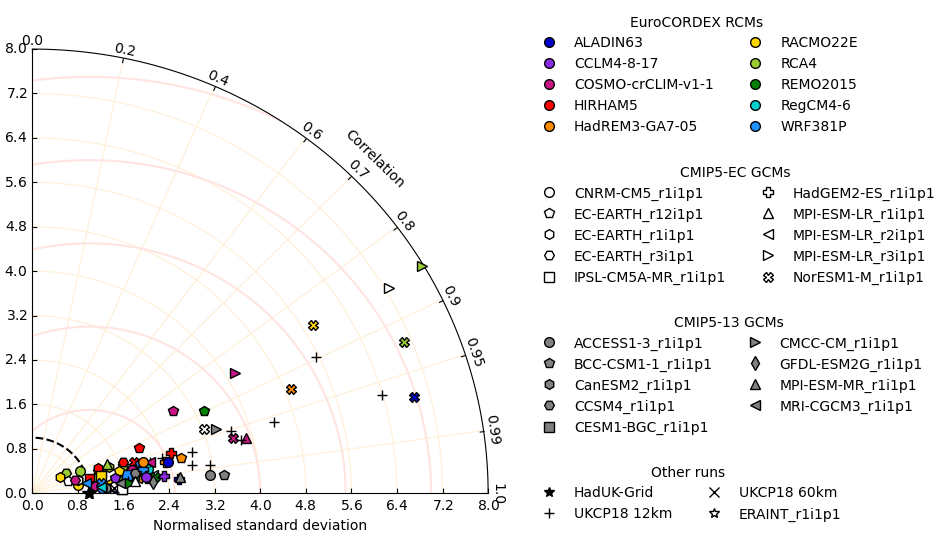 0.0
0.2
0.4
0.6
Correlation
0.7
0.8
0.9
0.95
0.99
1.0
8.0
7.2
6.4
5.6
4.8
4.0
3.2
2.4
1.6
0.8
0.0
0.0 0.8 1.6 2.4 3.2 4.0 4.8 5.6 6.4 7.2 8.0
Normalised standard deviation
EuroCORDEX RCMs
ALADIN63
CCLM4-8-17
COSMO-crCLIM-v1-1
HIRHAM5
HadREM3-GA7-05
RACMO22E
RCA4
REMO2015
RegCM4-6
WRF381P
CMIP5-EC GCMs
CNRM-CM5_r1i1p1
EC-EARTH_r12i1p1
EC-EARTH_r1i1p1
EC-EARTH_r3i1p1
IPSL-CM5A-MR_r1i1p1
HadGEM2-ES_r1i1p1
MPI-ESM-LR_r1i1p1
MPI-ESM-LR_r2i1p1
MPI-ESM-LR_r3i1p1
NorESM1-M_r1i1p1
CMIP5-13 GCMs
ACCESS1-3_r1i1p1
BCC-CSM1-1_r1i1p1
CanESM2_r1i1p1
CCSM4_r1i1p1
CESM1-BGC_r1i1p1
CMCC-CM_r1i1p1
GFDL-ESM2G_r1i1p1
MPI-ESM-MR_r1i1p1
MRI-CGCM3_r1i1p1
Other runs
HadUK-Grid
UKCP18 12km
UKCP18 60km
ERAINT_r1i1p1